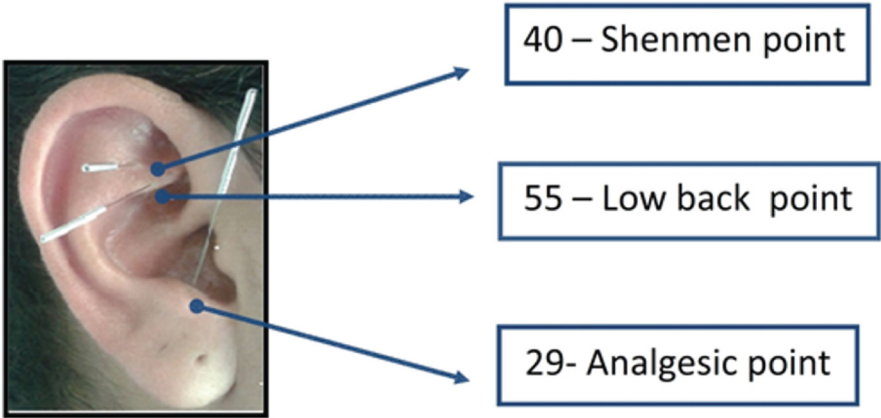 40 – Shenmen point
55 – Low back  point
29- Analgesic point